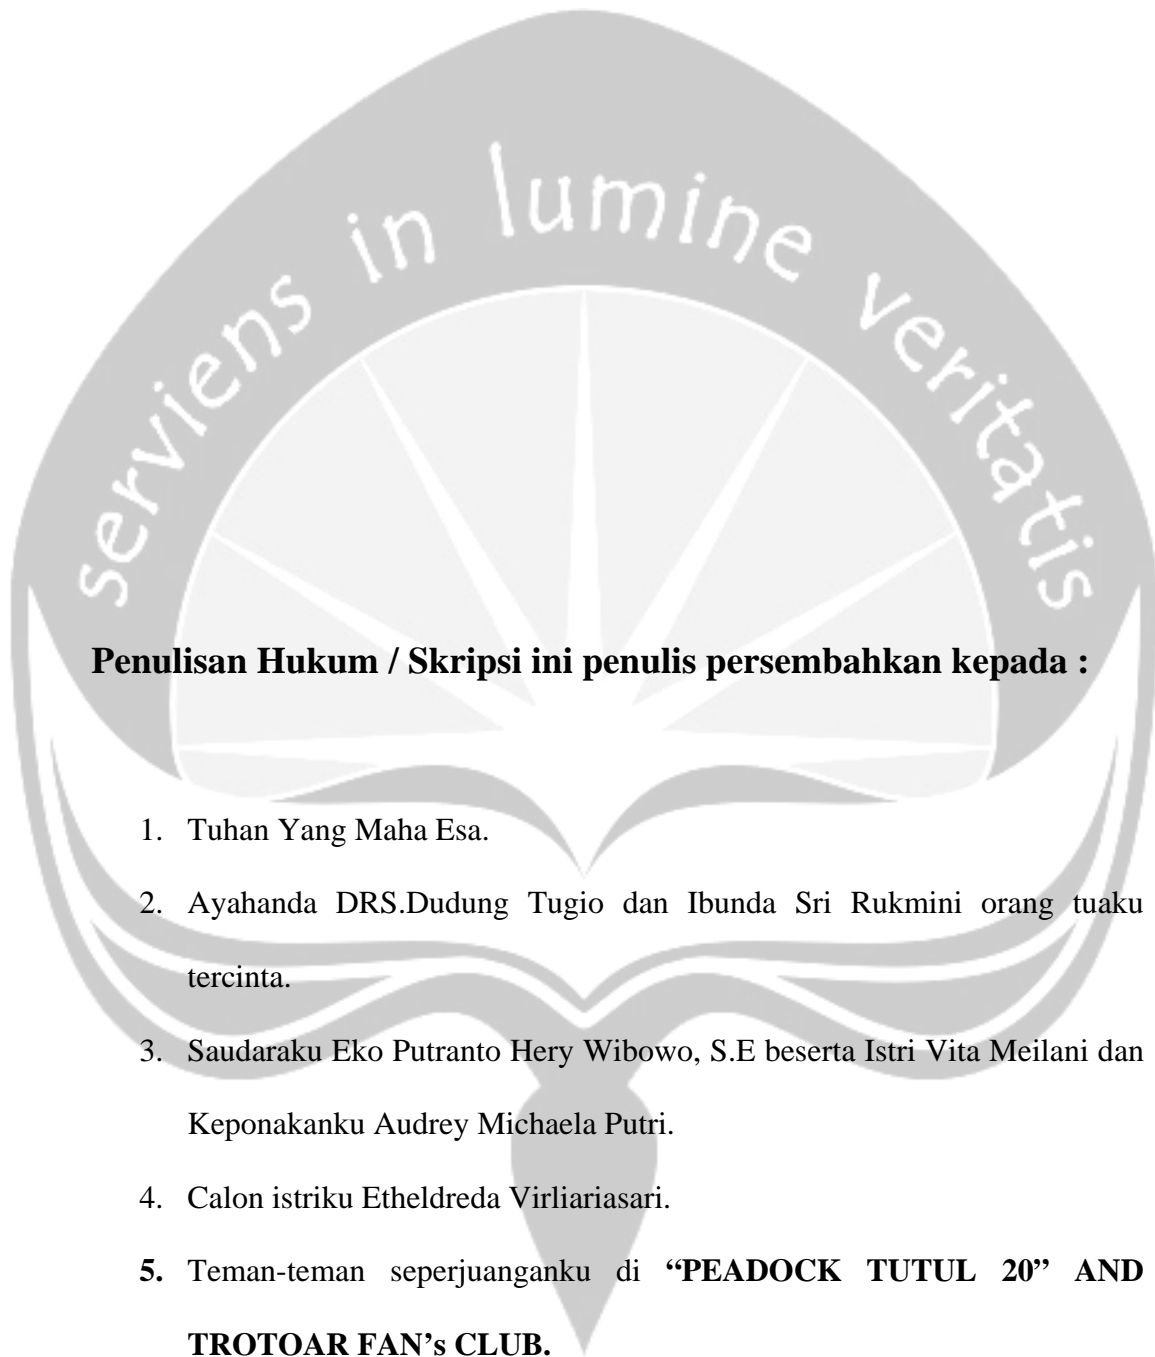 serviens in lumine veritatis
Penulisan Hukum / Skripsi ini penulis persembahkan kepada :
1. Tuhan Yang Maha Esa.
2. Ayahanda DRS.Dudung Tugio dan Ibunda Sri Rukmini orang tuaku
tercinta.
3. Saudaraku Eko Putranto Hery Wibowo, S.E beserta Istri Vita Meilani dan
Keponakanku Audrey Michaela Putri.
4. Calon istriku Etheldreda Virliariasari.
5. Teman-teman seperjuanganku di “PEADOCK TUTUL 20” AND
TROTOAR FAN’s CLUB.